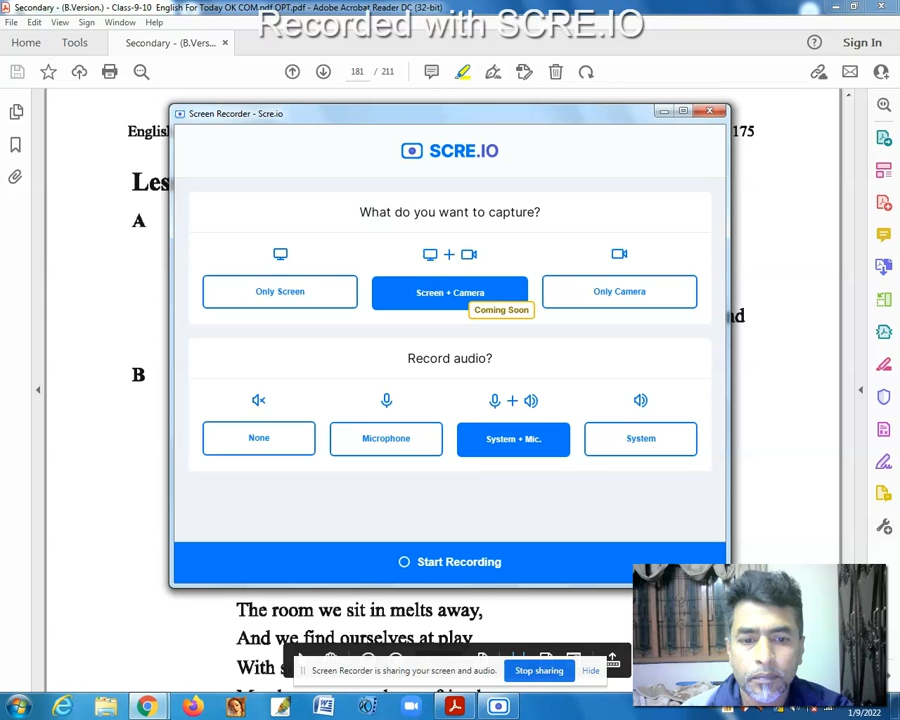 Secondary - (B.Version.) - Class-9-10 English For Today OK COM.pdf OPT.pdf - Adobe Acrobat Reader DC (32-bit)
Recorded with SCRE.IO
Edit View Sign Window Help
Home Tools Secondary - (B.Vers... × Sign In
181 / 211
175
Screen Recorder - Scre.io
SCRE.IO
Les
A
What do you want to capture?
Only Screen Screen + Camera Only Camera
Coming Soon
B
Record audio?
None Microphone System + Mic. System
Start Recording
The room we sit in melts away,
And we find ourselves at play
With
Screen Recorder is sharing your screen and audio. Stop sharing Hide
1/9/2022